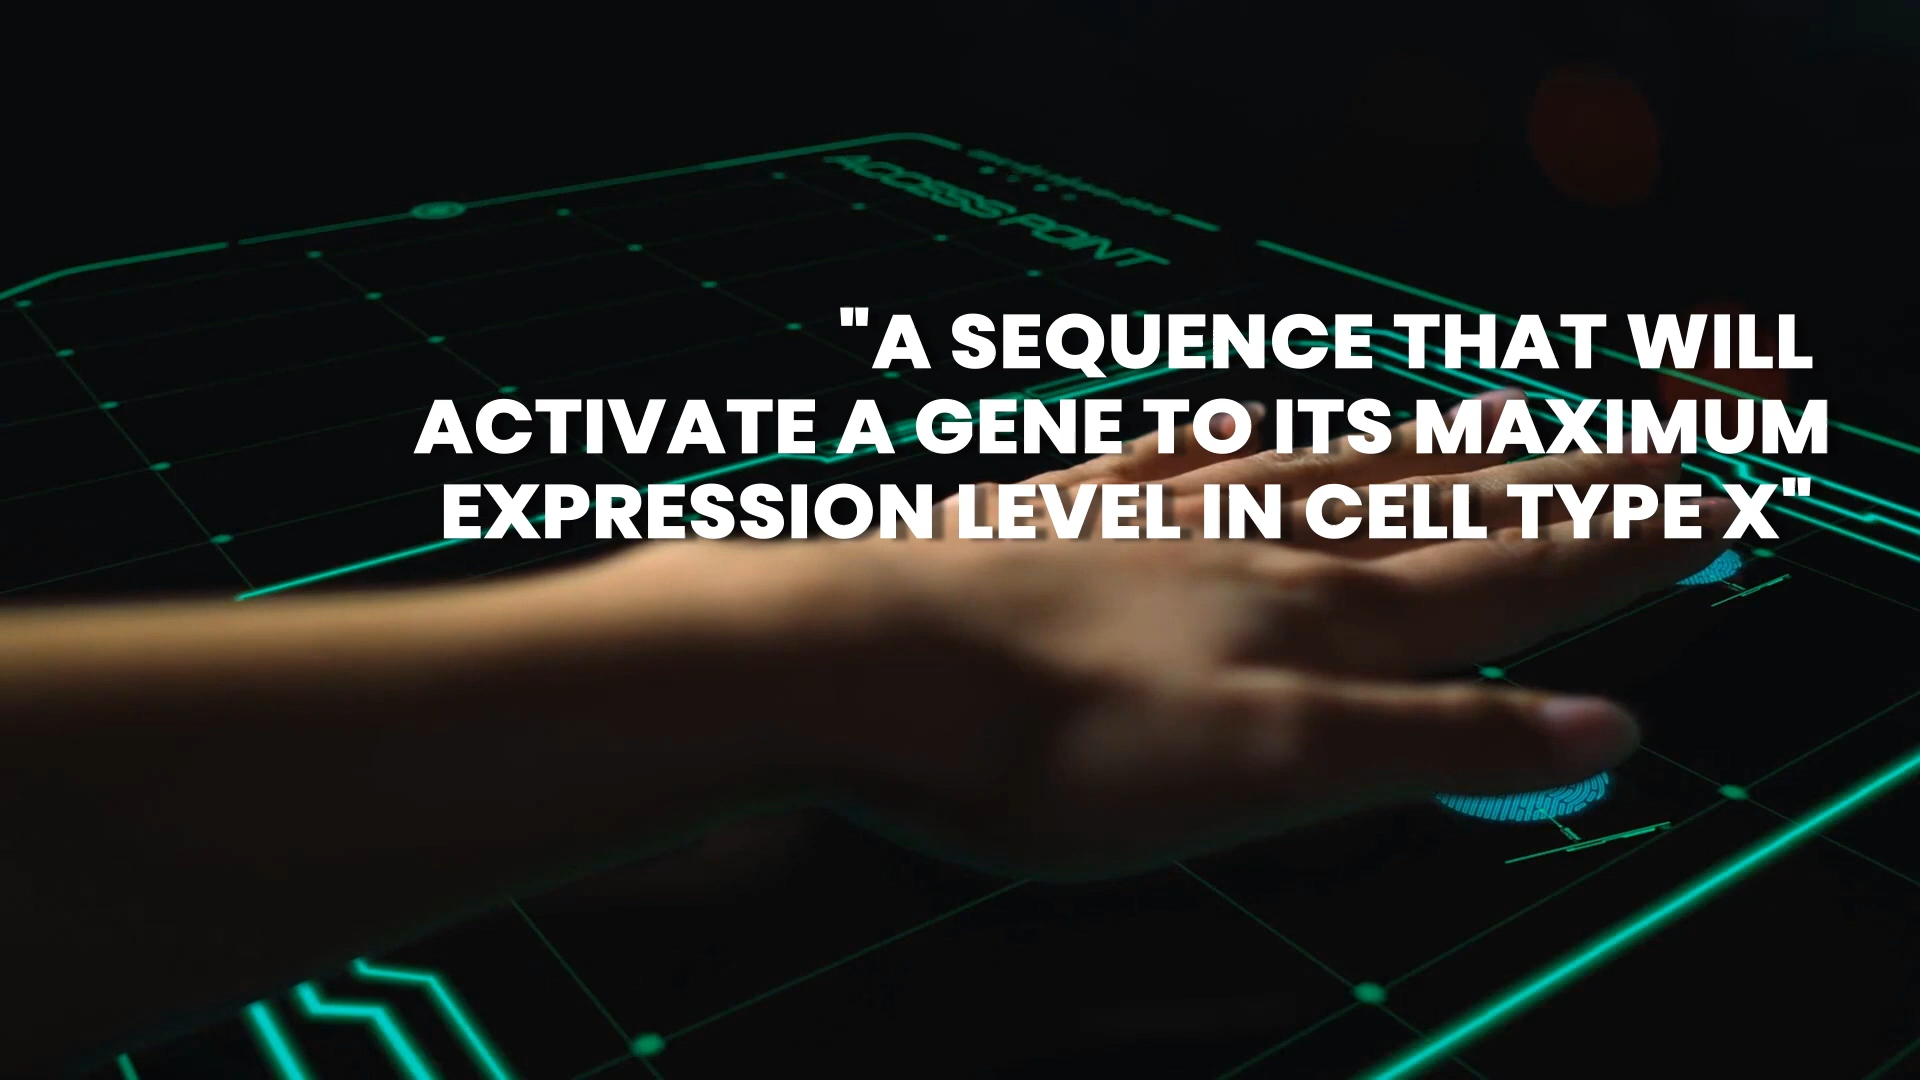 ACCESS POINT
"A SEQUENCE THAT WILL
ACTIVATE A GENE TO ITS MAXIMUM
EXPRESSION LEVEL IN CELL TYPE X"